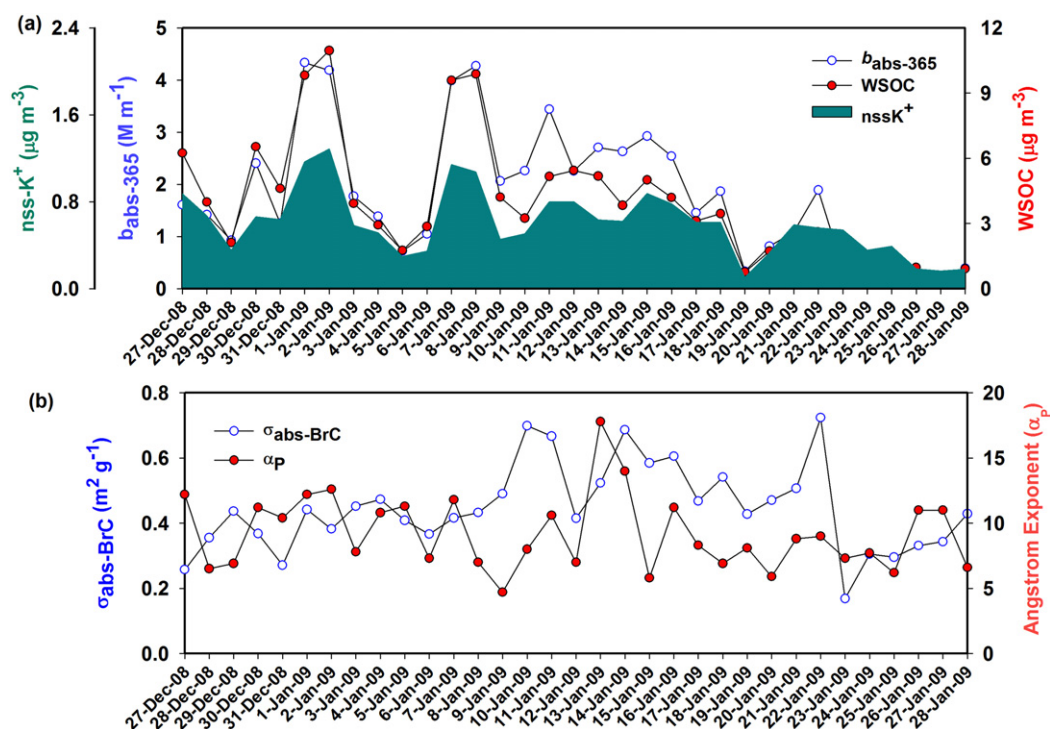 (a)
nss-K+ (µg m-3)
2.4
1.6
0.8
0.0
babs-365 (M m-1)
5
4
3
2
1
0
babs-365
WSOC
nssK+
12
9
6
3
0
WSOC (µg m-3)
27-Dec-08
28-Dec-08
29-Dec-08
30-Dec-08
31-Dec-08
1-Jan-09
2-Jan-09
3-Jan-09
4-Jan-09
5-Jan-09
6-Jan-09
7-Jan-09
8-Jan-09
9-Jan-09
10-Jan-09
11-Jan-09
12-Jan-09
13-Jan-09
14-Jan-09
15-Jan-09
16-Jan-09
17-Jan-09
18-Jan-09
19-Jan-09
20-Jan-09
21-Jan-09
22-Jan-09
23-Jan-09
24-Jan-09
25-Jan-09
26-Jan-09
27-Jan-09
28-Jan-09
(b)
σabs-BrC (m2 g-1)
0.8
0.6
0.4
0.2
0.0
σabs-BrC
αP
20
15
10
5
0
Angstrom Exponent (αP)
27-Dec-08
28-Dec-08
29-Dec-08
30-Dec-08
31-Dec-08
1-Jan-09
2-Jan-09
3-Jan-09
4-Jan-09
5-Jan-09
6-Jan-09
7-Jan-09
8-Jan-09
9-Jan-09
10-Jan-09
11-Jan-09
12-Jan-09
13-Jan-09
14-Jan-09
15-Jan-09
16-Jan-09
17-Jan-09
18-Jan-09
19-Jan-09
20-Jan-09
21-Jan-09
22-Jan-09
23-Jan-09
24-Jan-09
25-Jan-09
26-Jan-09
27-Jan-09
28-Jan-09